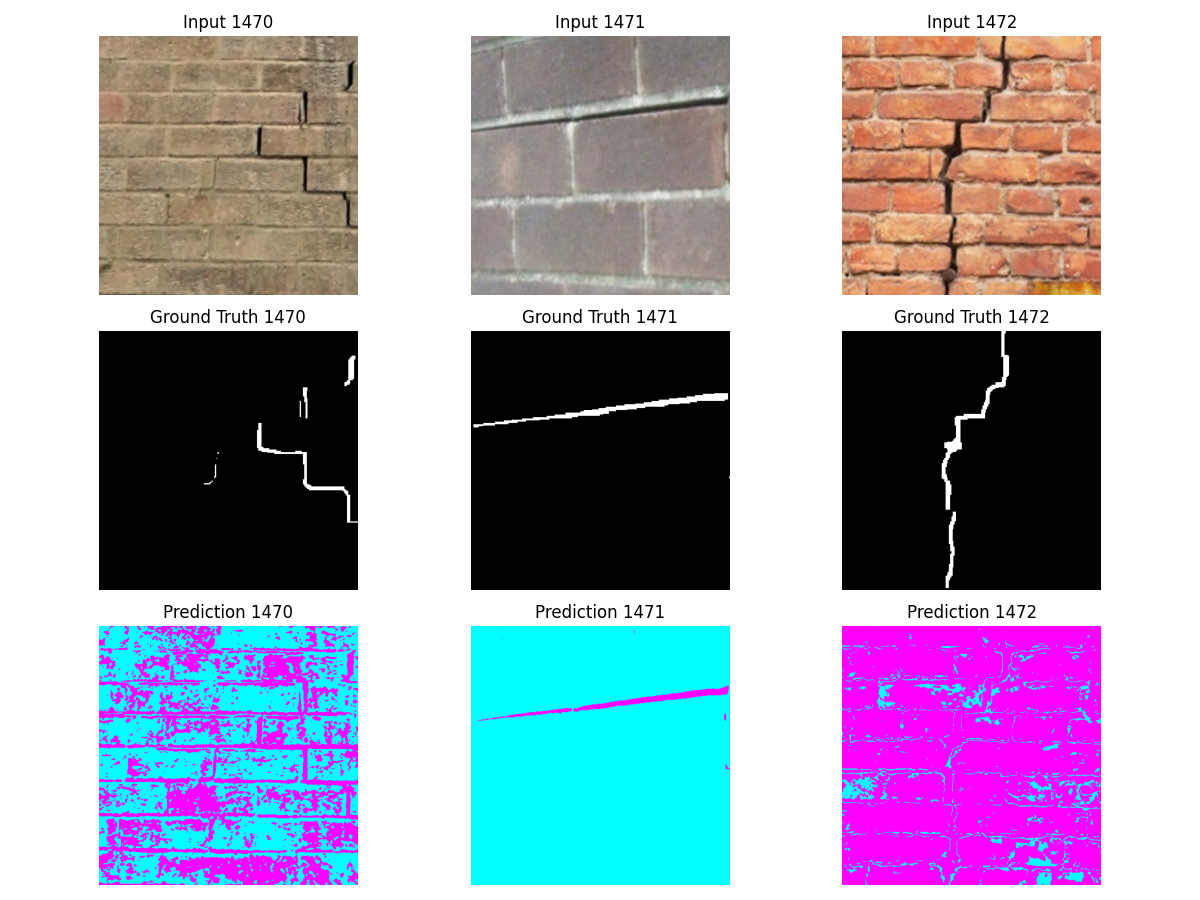 Input 1470
Input 1471
Input 1472
Ground Truth 1470
Ground Truth 1471
Ground Truth 1472
Prediction 1470
Prediction 1471
Prediction 1472